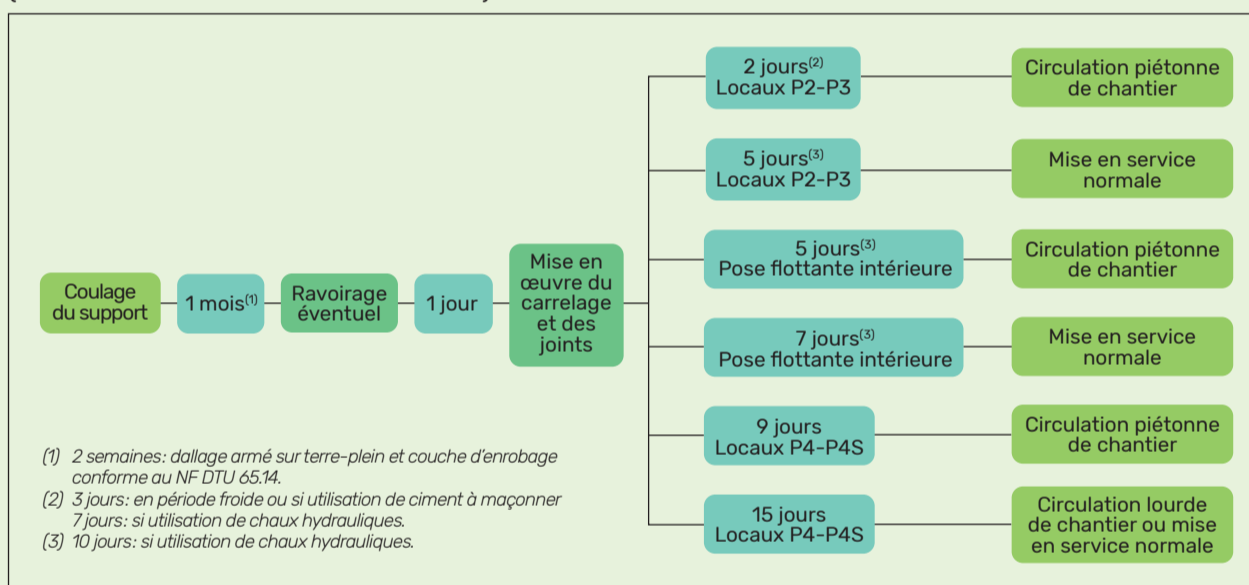 Coulage
du support
1 mois(1)
Ravoirage
éventuel
1 jour
Mise en
œuvre du
carrelage
et des
joints
2 jours(2)
Locaux P2-P3
Circulation piétonne
de chantier
5 jours(3)
Locaux P2-P3
Mise en service
normale
5 jours(3)
Pose flottante intérieure
Circulation piétonne
de chantier
7 jours(3)
Pose flottante intérieure
Mise en service
normale
9 jours
Locaux P4-P4S
Circulation piétonne
de chantier
15 jours
Locaux P4-P4S
Circulation lourde
de chantier ou mise
en service normale
(1) 2 semaines: dallage armé sur terre-plein et couche d'enrobage
conforme au NF DTU 65.14.
(2) 3 jours: en période froide ou si utilisation de ciment à maçonner
7 jours: si utilisation de chaux hydrauliques.
(3) 10 jours: si utilisation de chaux hydrauliques.